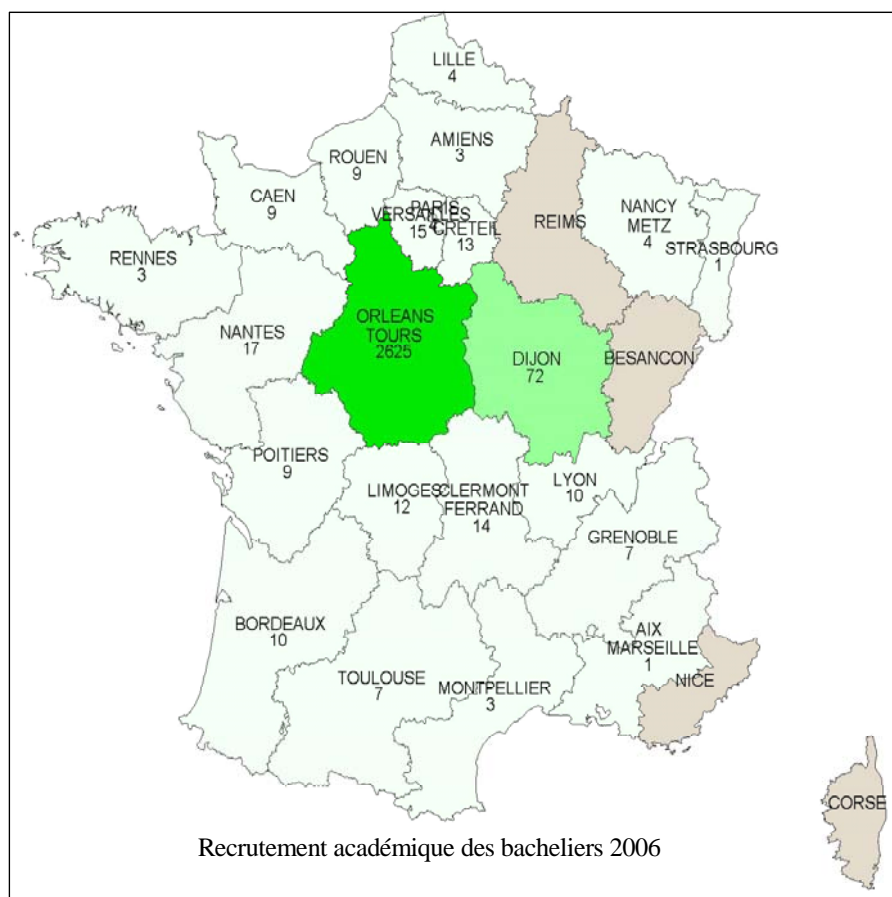 LILLE
4
AMIENS
3
ROUEN
9
CAEN
9
PARIS
VERSAILLES
15
CRETEIL
13
REIMS
NANCY
METZ
4
STRASBOURG
1
RENNES
3
NANTES
17
ORLEANS
TOURS
2625
DIJON
72
BESANCON
POITIERS
9
LIMOGES
12
CLERMONT
FERRAND
14
LYON
10
GRENOBLE
7
BORDEAUX
10
TOULOUSE
7
MONTPELLIER
3
AIX
MARSEILLE
1
NICE
CORSE
Recrutement académique des bacheliers 2006